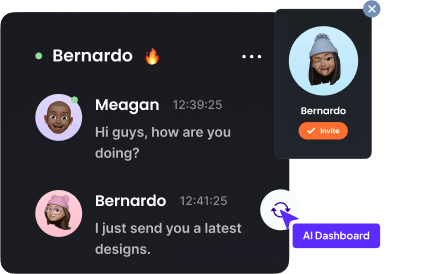 Bernardo 🔥
Meagan 12:39:25
Hi guys, how are you
doing?
Bernardo 12:41:25
I just send you a latest
designs.
Bernardo
Invite
AI Dashboard